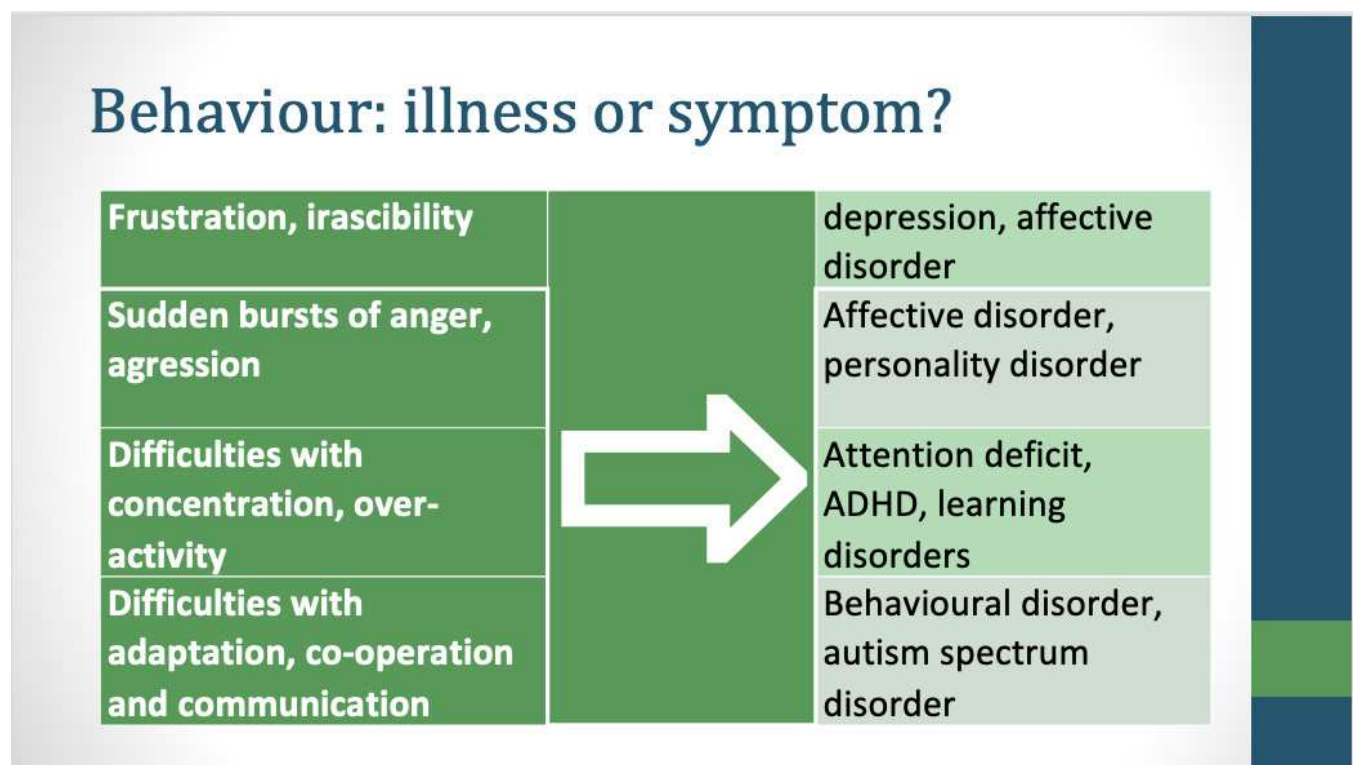 Behaviour: illness or symptom?
Frustration, irascibility
depression, affective
disorder
Sudden bursts of anger,
agression
Affective disorder,
personality disorder
Difficulties with
concentration, over-
activity
Attention deficit,
ADHD, learning
disorders
Difficulties with
adaptation, co-operation
and communication
Behavioural disorder,
autism spectrum
disorder